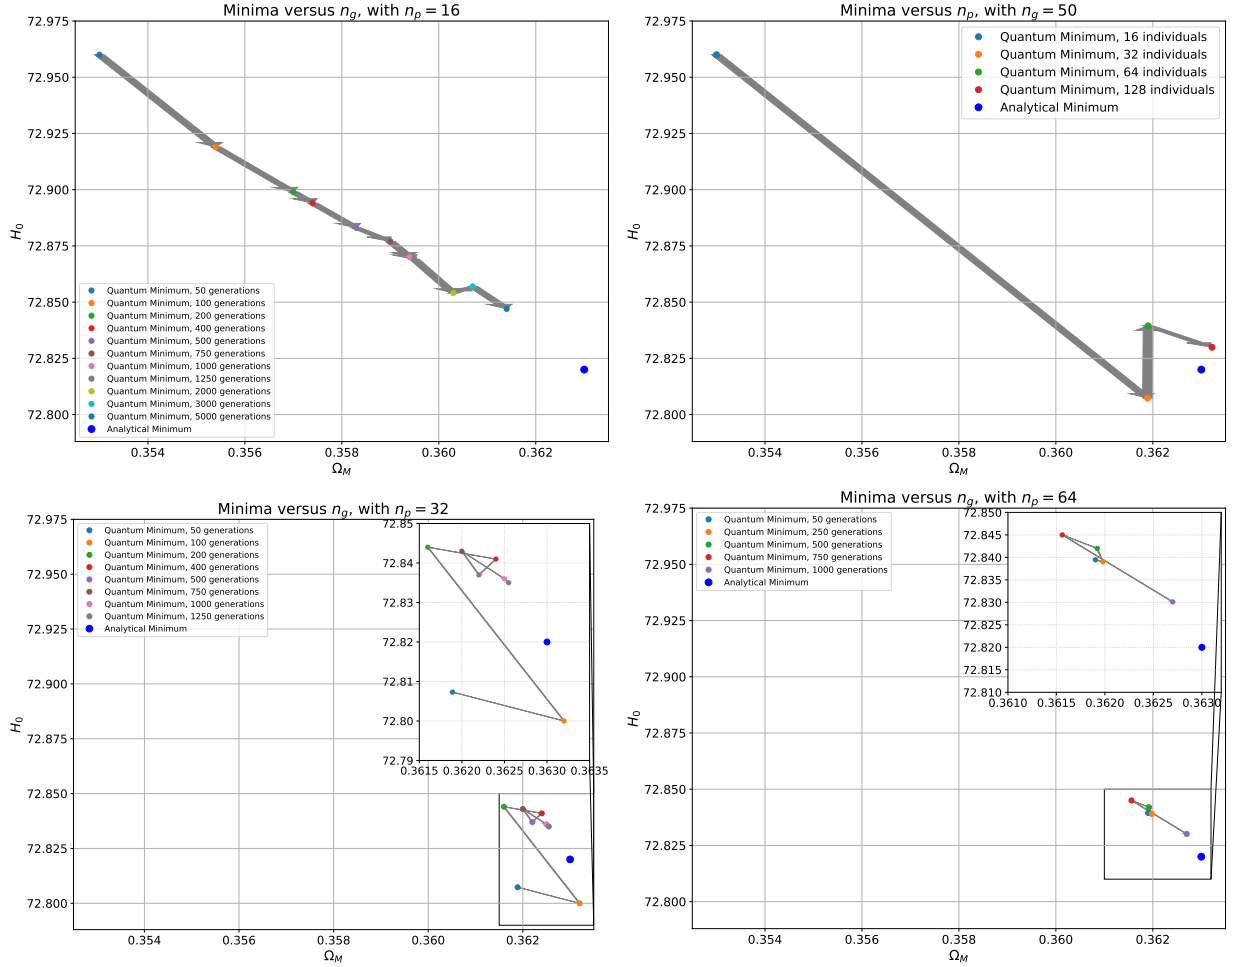 Minima versus n_g, with n_p = 16
72.975
72.950
72.925
72.900
72.875
72.850
72.825
72.800
H_0
Quantum Minimum, 50 generations
Quantum Minimum, 100 generations
Quantum Minimum, 200 generations
Quantum Minimum, 400 generations
Quantum Minimum, 500 generations
Quantum Minimum, 750 generations
Quantum Minimum, 1000 generations
Quantum Minimum, 1250 generations
Quantum Minimum, 2000 generations
Quantum Minimum, 3000 generations
Quantum Minimum, 5000 generations
Analytical Minimum
0.354 0.356 0.358 0.360 0.362
Ω_M
Minima versus n_p, with n_g = 50
72.975
72.950
72.925
72.900
72.875
72.850
72.825
72.800
H_0
Quantum Minimum, 16 individuals
Quantum Minimum, 32 individuals
Quantum Minimum, 64 individuals
Quantum Minimum, 128 individuals
Analytical Minimum
0.354 0.356 0.358 0.360 0.362
Ω_M
Minima versus n_g, with n_p = 32
72.975
72.950
72.925
72.900
72.875
72.850
72.825
72.800
H_0
Quantum Minimum, 50 generations
Quantum Minimum, 100 generations
Quantum Minimum, 200 generations
Quantum Minimum, 400 generations
Quantum Minimum, 500 generations
Quantum Minimum, 750 generations
Quantum Minimum, 1000 generations
Quantum Minimum, 1250 generations
Analytical Minimum
72.85
72.84
72.83
72.82
72.81
72.80
72.79
0.3615 0.3620 0.3625 0.3630 0.3635
0.354 0.356 0.358 0.360 0.362
Ω_M
Minima versus n_g, with n_p = 64
72.975
72.950
72.925
72.900
72.875
72.850
72.825
72.800
H_0
Quantum Minimum, 50 generations
Quantum Minimum, 250 generations
Quantum Minimum, 500 generations
Quantum Minimum, 750 generations
Quantum Minimum, 1000 generations
Analytical Minimum
72.850
72.845
72.840
72.835
72.830
72.825
72.820
72.815
72.810
0.3610 0.3615 0.3620 0.3625 0.3630
0.354 0.356 0.358 0.360 0.362
Ω_M